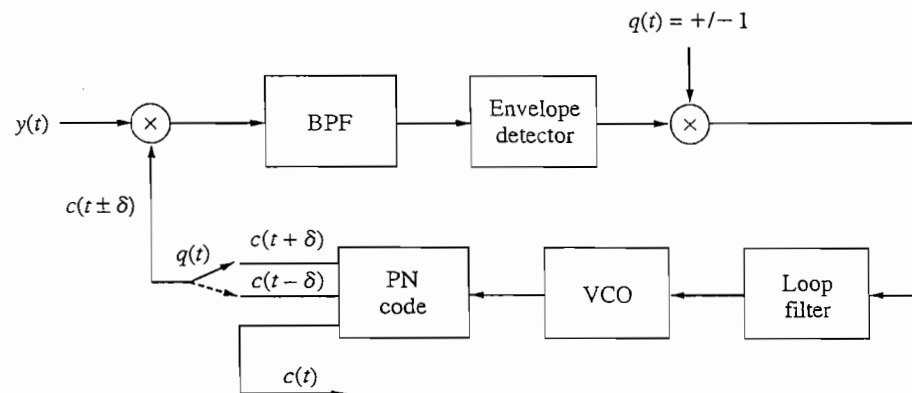 q(t) = +/− 1
y(t)
×
BPF
Envelope
detector
×
c(t ± δ)
q(t)
c(t + δ)
c(t − δ)
PN
code
VCO
Loop
filter
c(t)